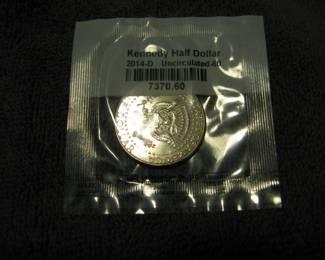 Kennedy Half Dollar
2014-D Uncirculated-60
7370.60